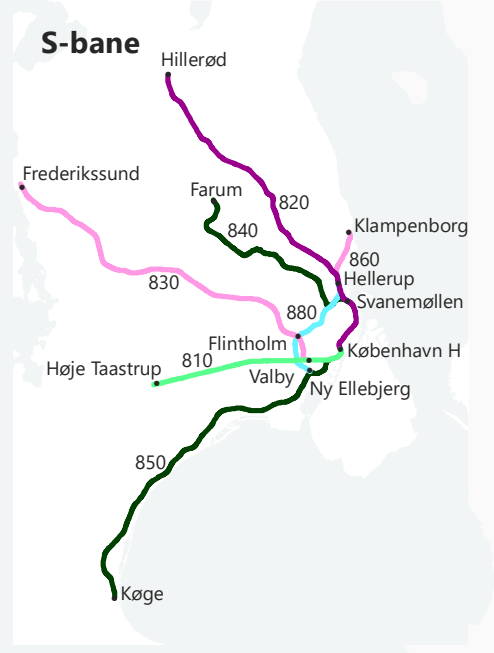 S-bane
Hillerød
Frederikssund
Farum
820
840
Klampenborg
860
830
Hellerup
880
Svanemøllen
Flintholm
København H
Høje Taastrup
810
Valby
Ny Ellebjerg
850
Køge